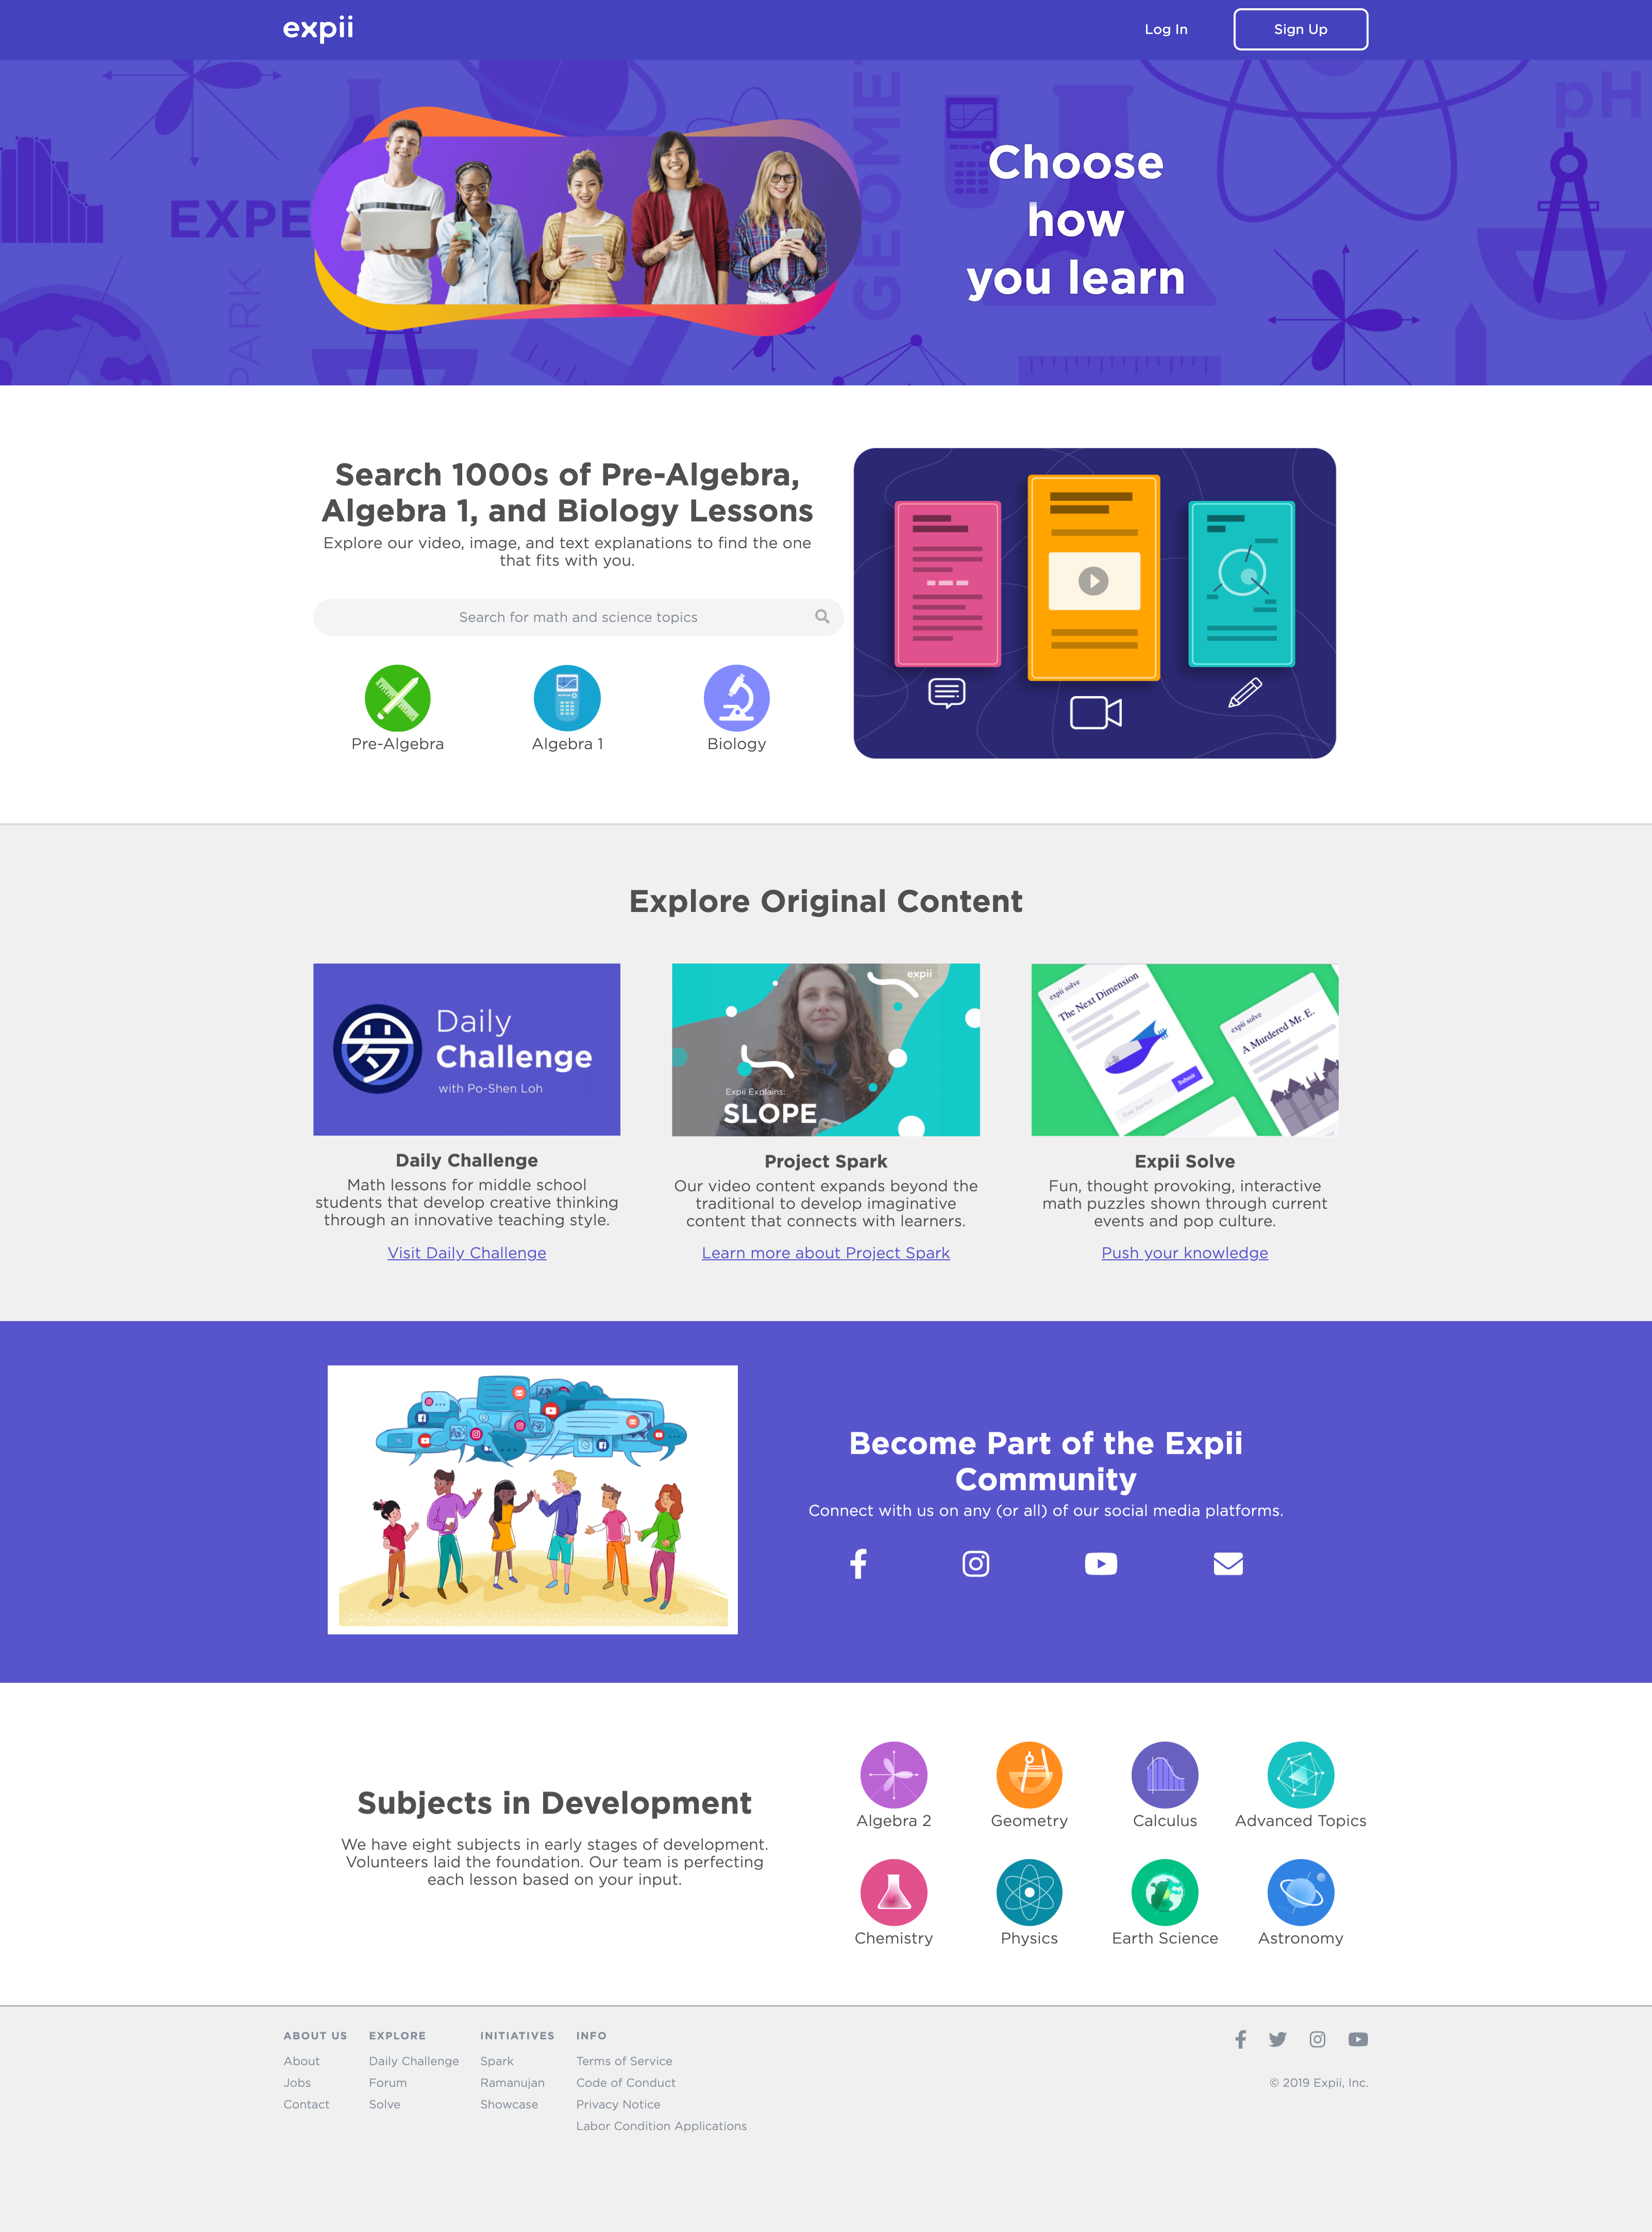 expii
Log In
Sign Up
EXPE
PARK
GEOME
pH
Choose
how
you learn
Search 1000s of Pre-Algebra,
Algebra 1, and Biology Lessons
Explore our video, image, and text explanations to find the one
that fits with you.
Search for math and science topics
Pre-Algebra
Algebra 1
Biology
Explore Original Content
Daily
Challenge
with Po-Shen Loh
expii
Expii Explains:
SLOPE
expii solve
The Next Dimension
Submit
Your Answer
expii solve
A Murdered Mr. E.
Daily Challenge
Math lessons for middle school
students that develop creative thinking
through an innovative teaching style.
Visit Daily Challenge
Project Spark
Our video content expands beyond the
traditional to develop imaginative
content that connects with learners.
Learn more about Project Spark
Expii Solve
Fun, thought provoking, interactive
math puzzles shown through current
events and pop culture.
Push your knowledge
Become Part of the Expii
Community
Connect with us on any (or all) of our social media platforms.
Subjects in Development
We have eight subjects in early stages of development.
Volunteers laid the foundation. Our team is perfecting
each lesson based on your input.
Algebra 2
Geometry
Calculus
Advanced Topics
Chemistry
Physics
Earth Science
Astronomy
ABOUT US
About
Jobs
Contact
EXPLORE
Daily Challenge
Forum
Solve
INITIATIVES
Spark
Ramanujan
Showcase
INFO
Terms of Service
Code of Conduct
Privacy Notice
Labor Condition Applications
© 2019 Expii, Inc.